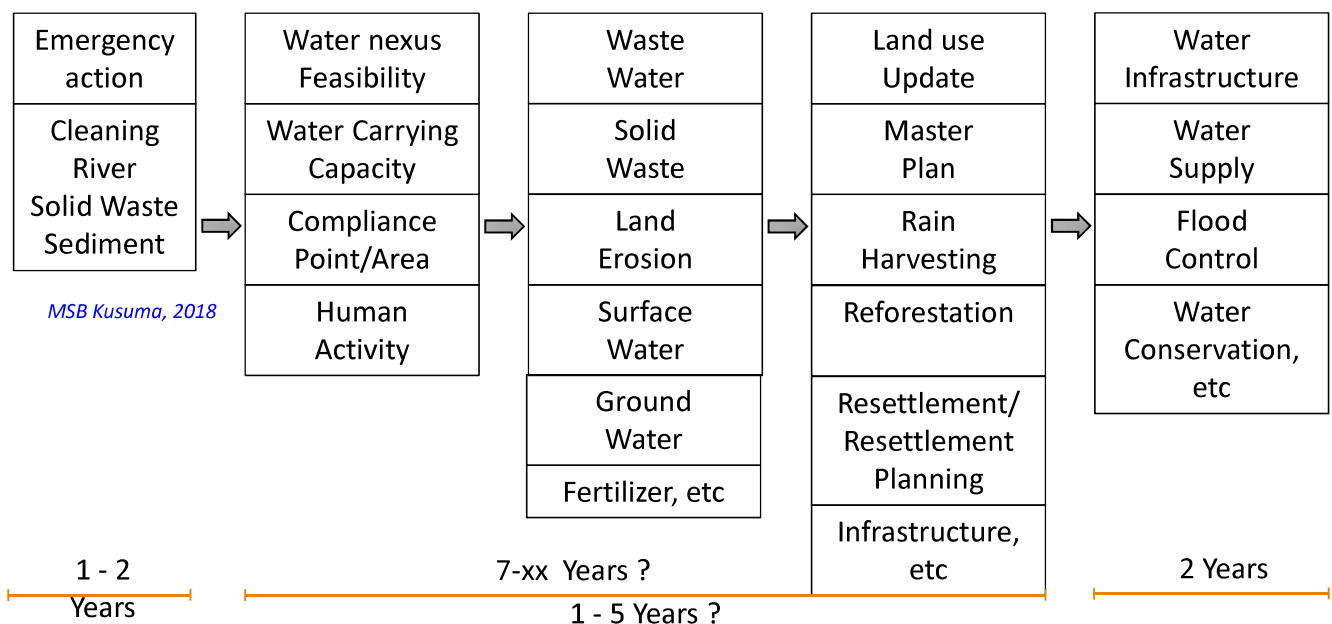 Emergency
action
Cleaning
River
Solid Waste
Sediment
MSB Kusuma, 2018
Water nexus
Feasibility
Water Carrying
Capacity
Compliance
Point/Area
Human
Activity
Waste
Water
Solid
Waste
Land
Erosion
Surface
Water
Ground
Water
Fertilizer, etc
Land use
Update
Master
Plan
Rain
Harvesting
Reforestation
Resettlement/
Resettlement
Planning
Infrastructure,
etc
Water
Infrastructure
Water
Supply
Flood
Control
Water
Conservation,
etc
1 - 2
Years
7-xx Years ?
1 - 5 Years ?
2 Years